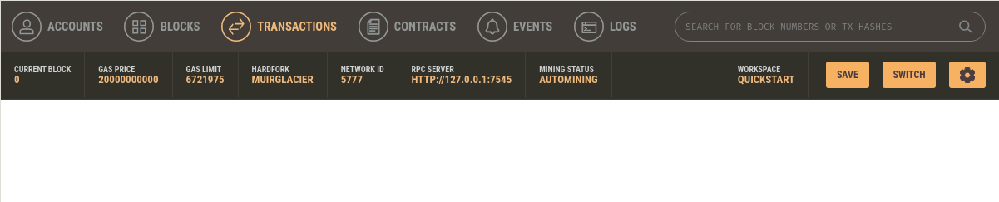 ACCOUNTS BLOCKS TRANSACTIONS CONTRACTS EVENTS LOGS SEARCH FOR BLOCK NUMBERS OR TX HASHES
CURRENT BLOCK GAS PRICE GAS LIMIT HARDFORK NETWORK ID RPC SERVER MINING STATUS WORKSPACE
0 20000000000 6721975 MUIRGLACIER 5777 HTTP://127.0.0.1:7545 AUTOMINING QUICKSTART
SAVE SWITCH